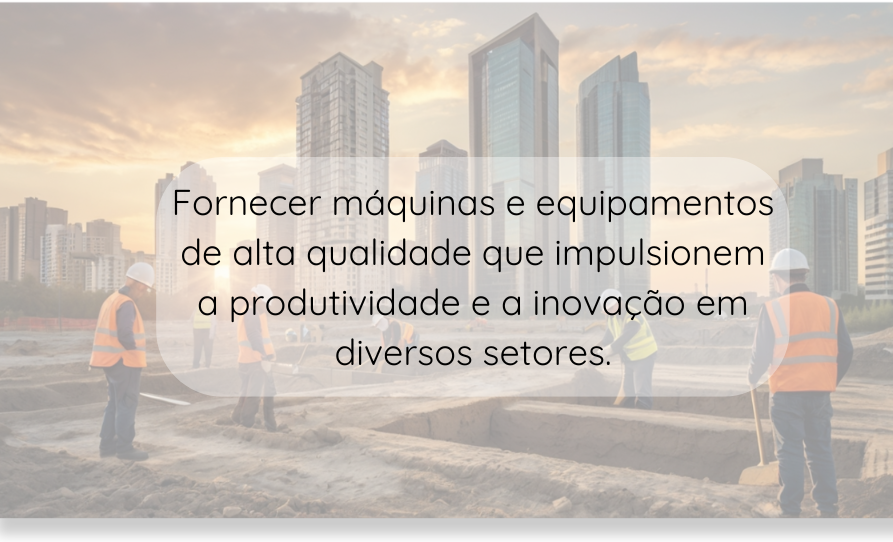 Fornecer máquinas e equipamentos
de alta qualidade que impulsionem
a produtividade e a inovação em
diversos setores.